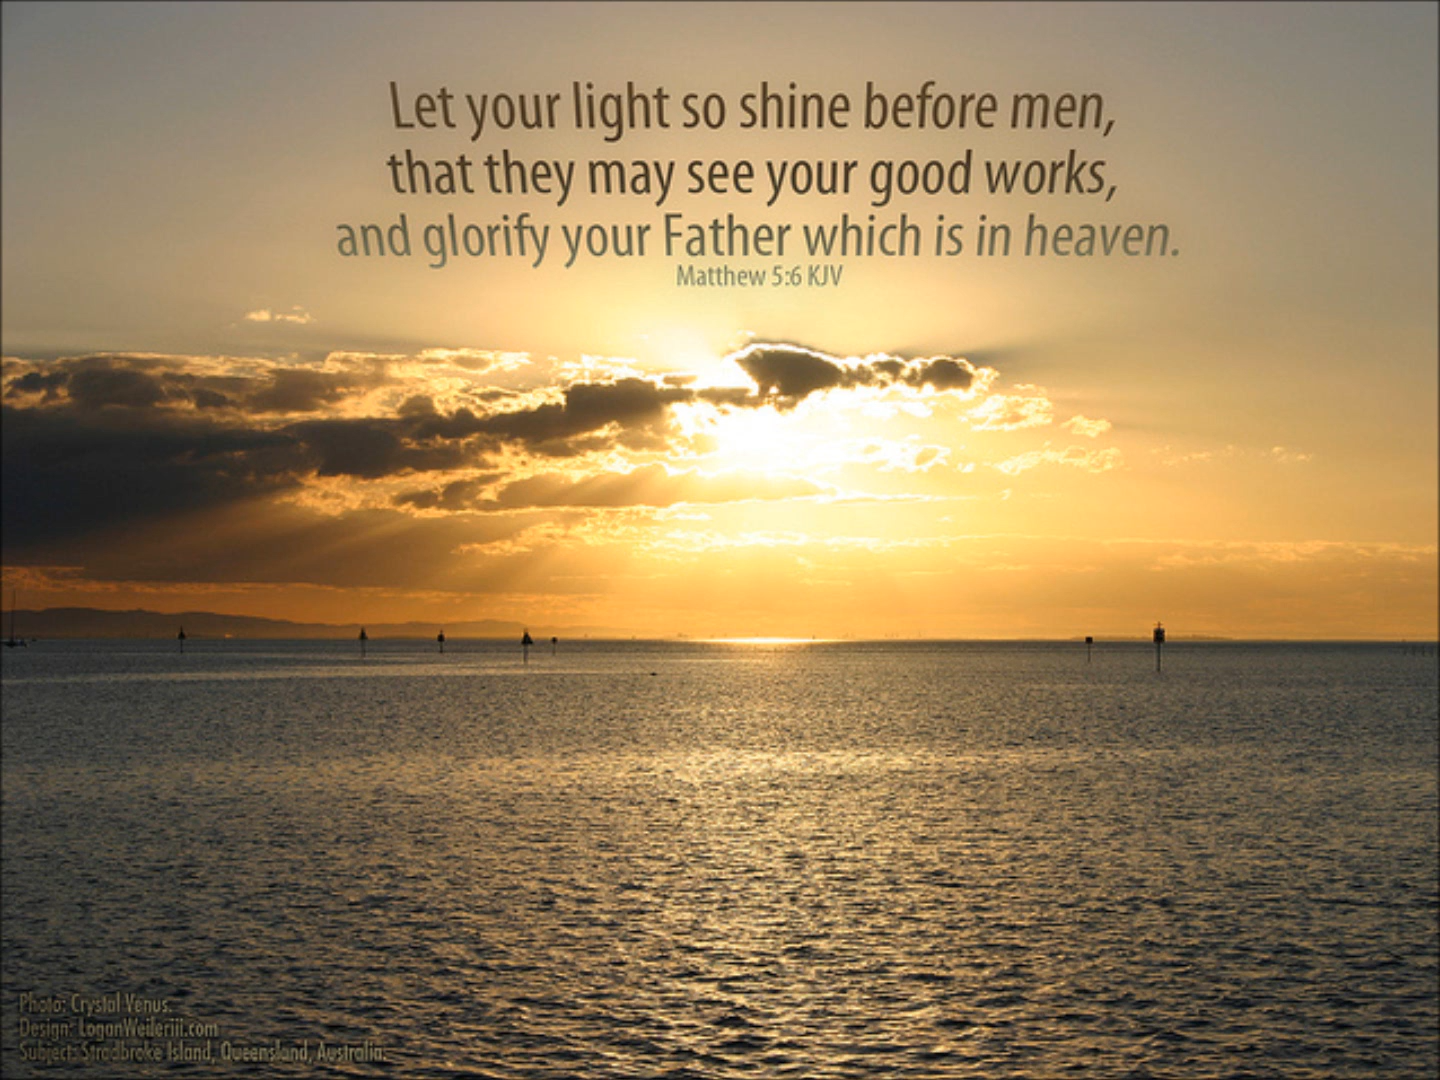 Let your light so shine before men,
that they may see your good works,
and glorify your Father which is in heaven.
Matthew 5:6 KJV
Photo: Crystal Venus.
Design: LoganWeileriii.com
Subject: Stradbroke Island, Queensland, Australia.